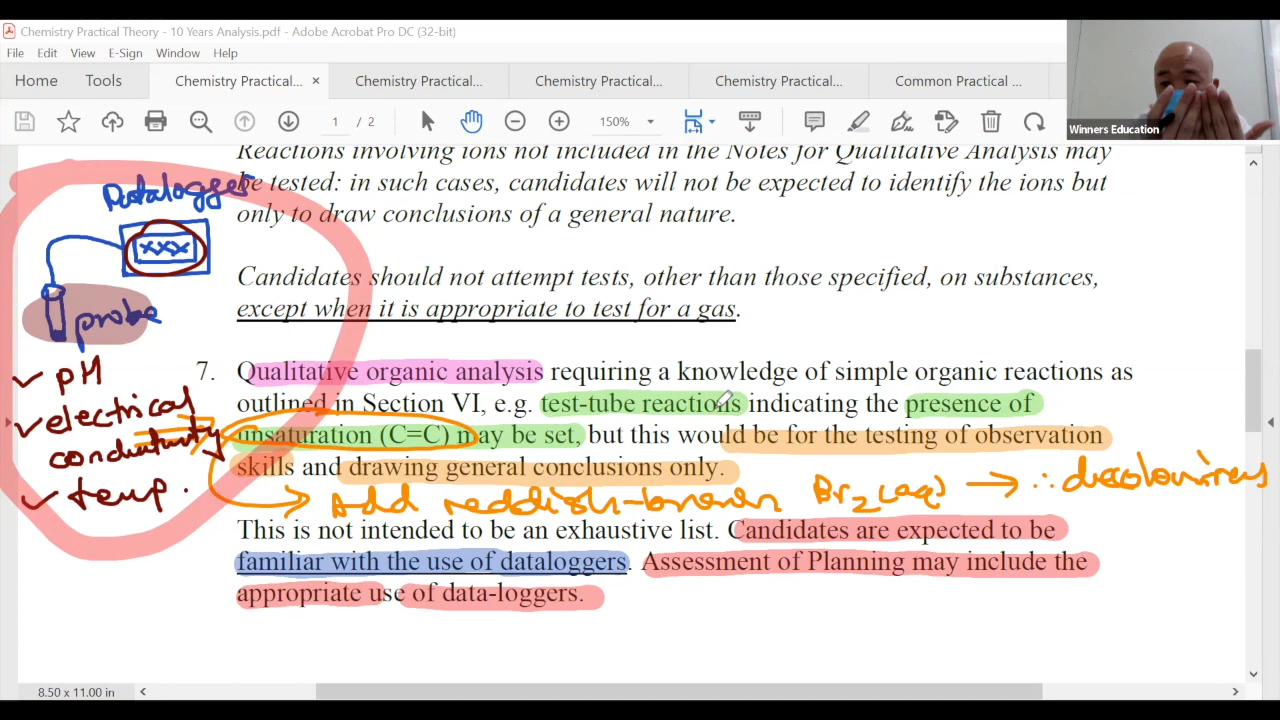 Chemistry Practical Theory - 10 Years Analysis.pdf - Adobe Acrobat Pro DC (32-bit)
File Edit View E-Sign Window Help
Home Tools Chemistry Practical... × Chemistry Practical... Chemistry Practical... Chemistry Practical... Common Practical ...
1 / 2 150%
Winners Education
Reactions involving ions not included in the Notes for Qualitative Analysis may
be tested: in such cases, candidates will not be expected to identify the ions but
only to draw conclusions of a general nature.
Candidates should not attempt tests, other than those specified, on substances,
except when it is appropriate to test for a gas.
Datalogger
xxx
probe
✓ pH
✓ electrical
conductivity
✓ temp.
7. Qualitative organic analysis requiring a knowledge of simple organic reactions as
outlined in Section VI, e.g. test-tube reactions indicating the presence of
unsaturation (C=C) may be set, but this would be for the testing of observation
skills and drawing general conclusions only.
→ Add reddish-brown Br2 (aq) → ∴ decolourises
This is not intended to be an exhaustive list. Candidates are expected to be
familiar with the use of dataloggers. Assessment of Planning may include the
appropriate use of data-loggers.
8.50 x 11.00 in